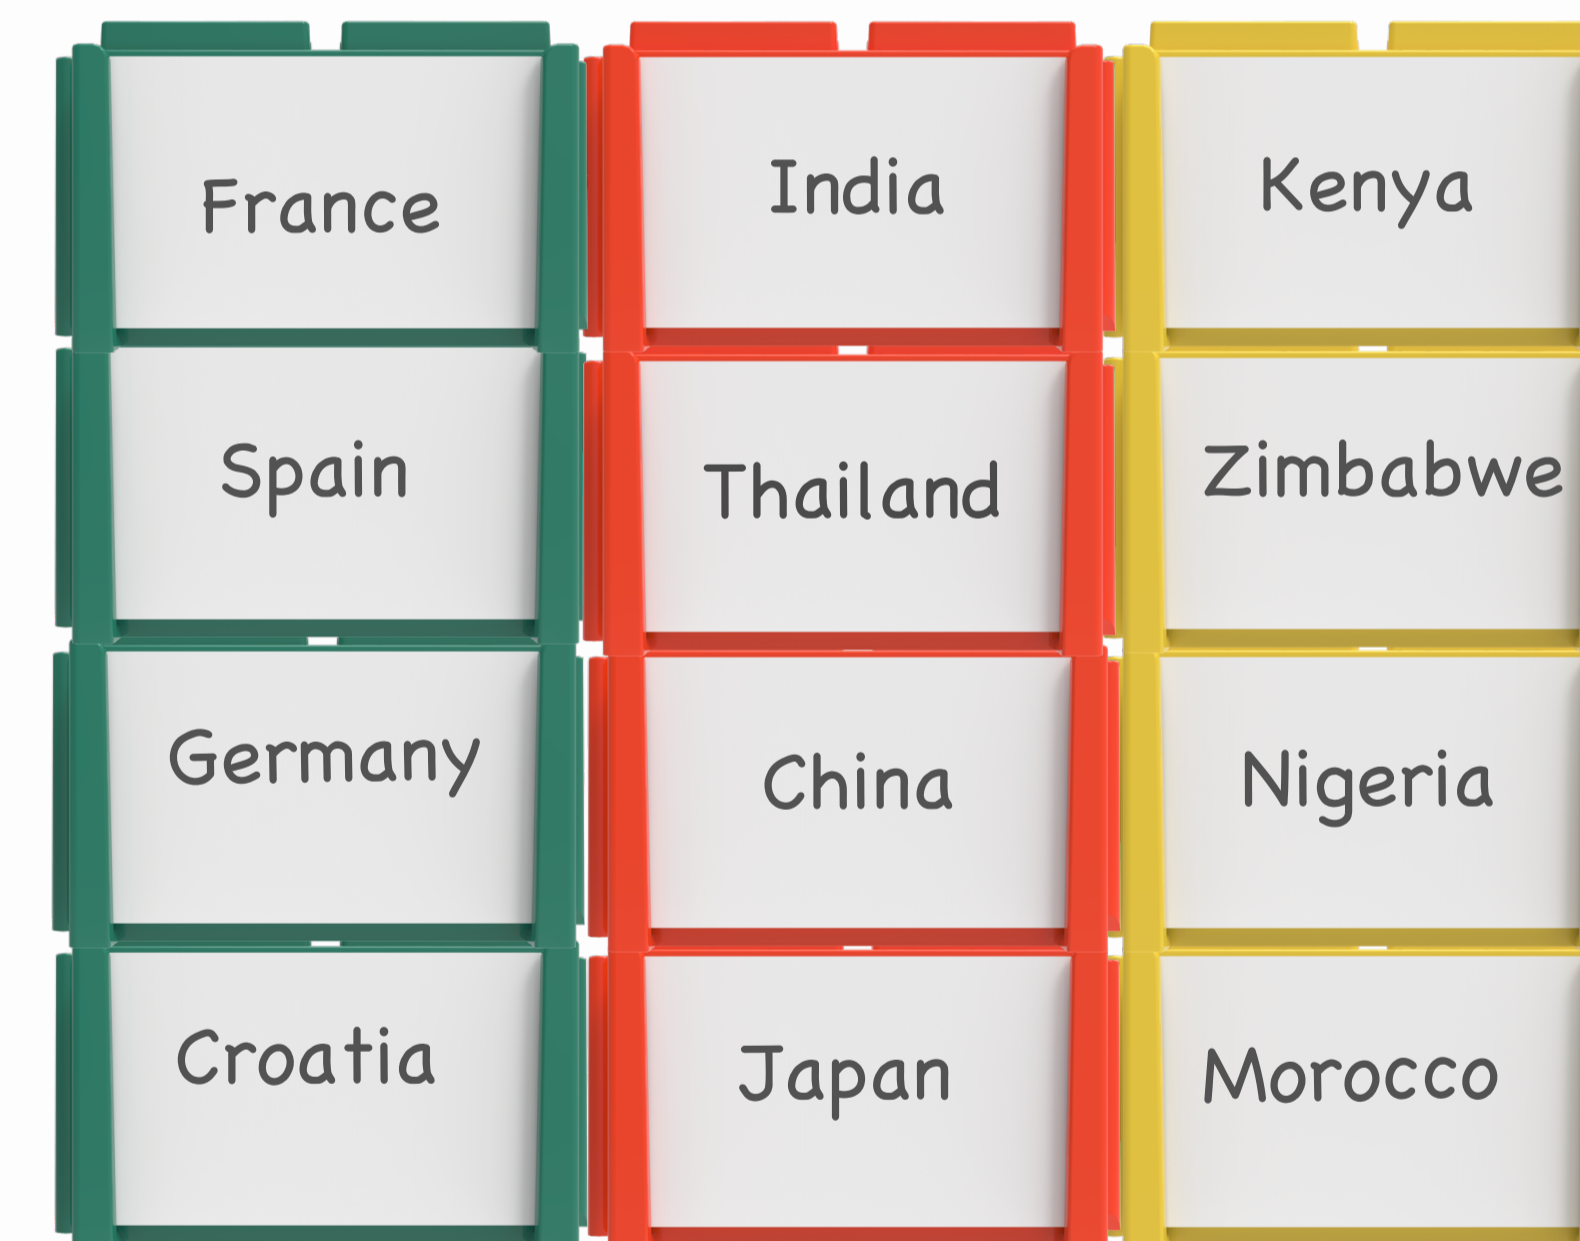 France
India
Kenya
Spain
Thailand
Zimbabwe
Germany
China
Nigeria
Croatia
Japan
Morocco